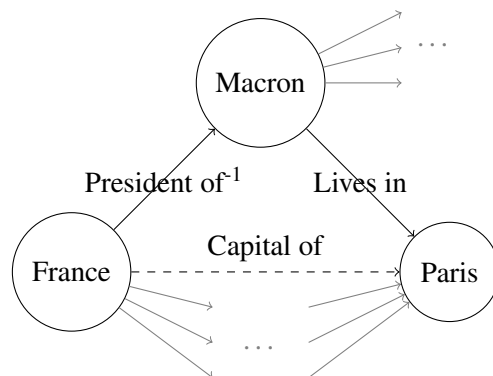 Macron
...
President of-1
Lives in
Capital of
France
Paris
...